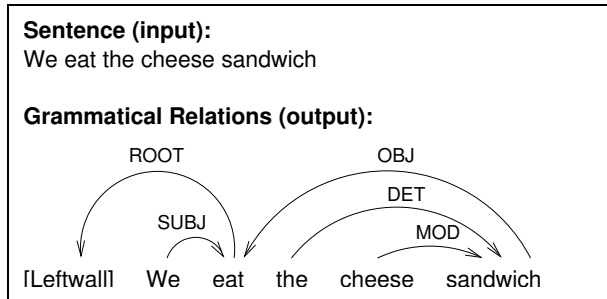 Sentence (input):
We eat the cheese sandwich
Grammatical Relations (output):
ROOT OBJ
DET
SUBJ MOD
[Leftwall] We eat the cheese sandwich